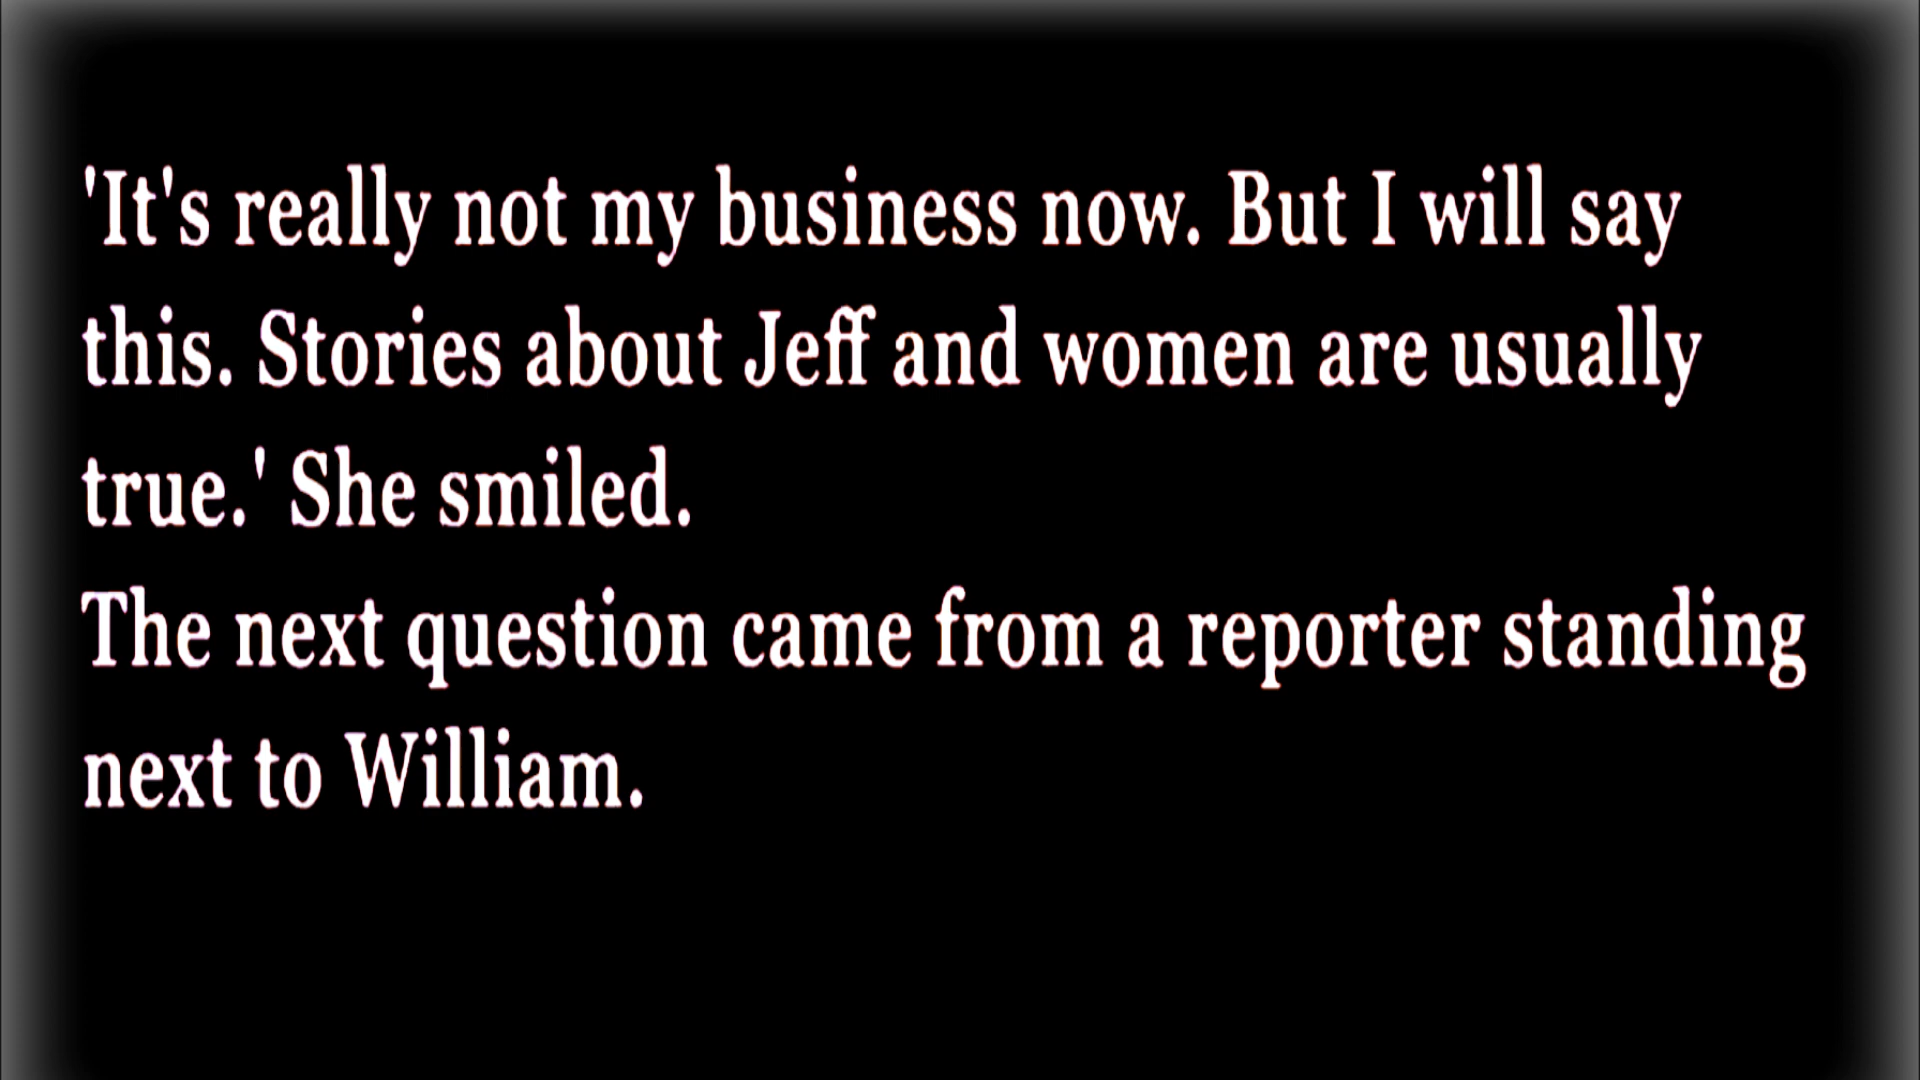 'It's really not my business now. But I will say
this. Stories about Jeff and women are usually
true.' She smiled.
The next question came from a reporter standing
next to William.